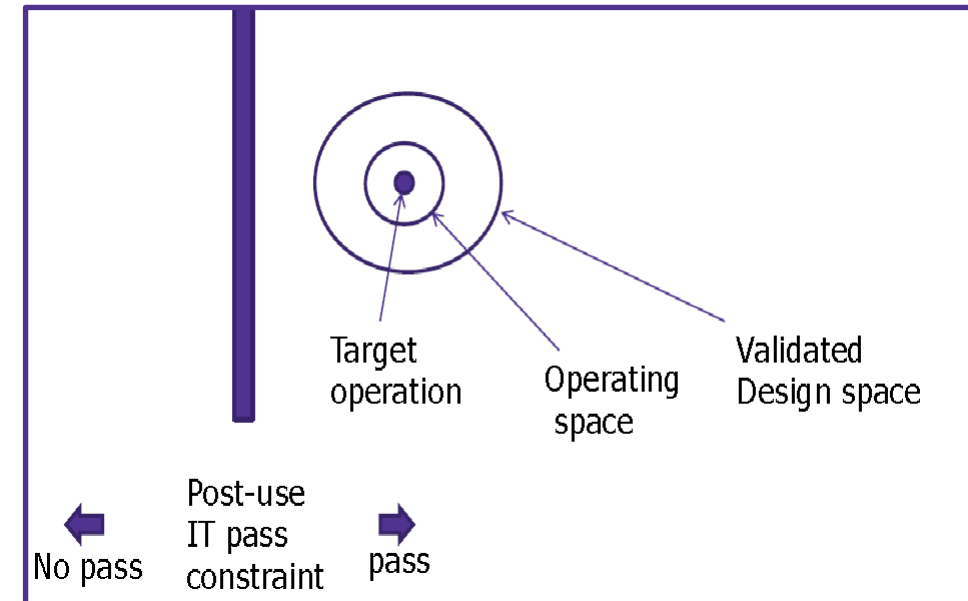 Target
operation
Operating
space
Validated
Design space
No pass
Post-use
IT pass
constraint
pass